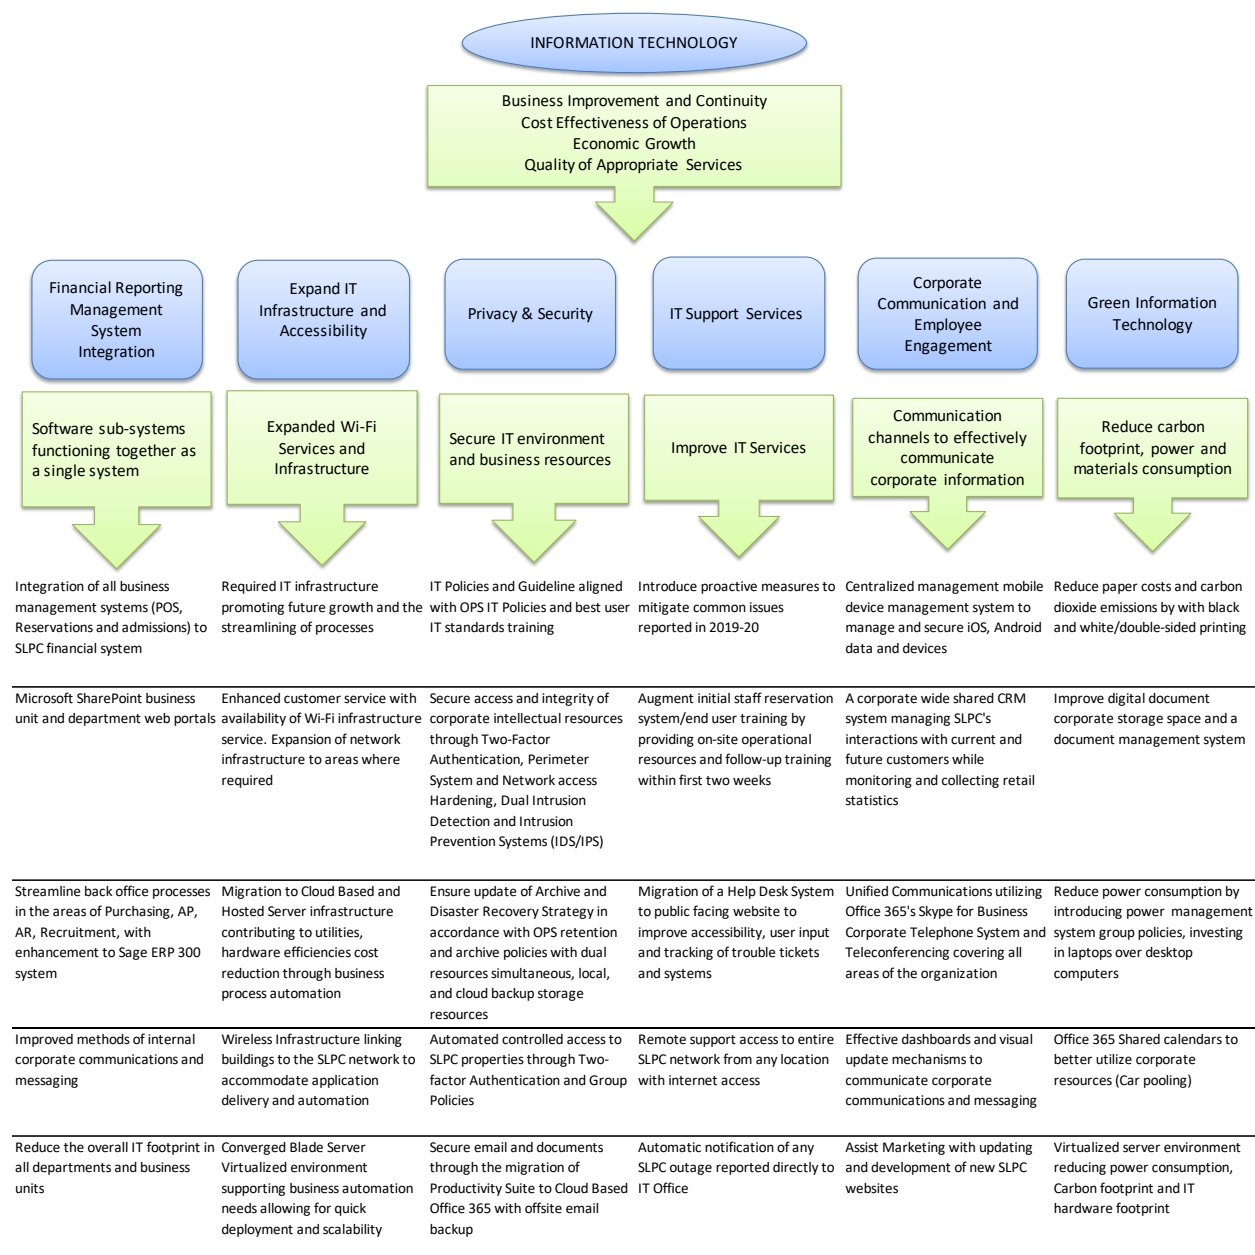 INFORMATION TECHNOLOGY
Business Improvement and Continuity
Cost Effectiveness of Operations
Economic Growth
Quality of Appropriate Services
Financial Reporting
Management
System
Integration
Expand IT
Infrastructure and
Accessibility
Privacy & Security
IT Support Services
Corporate
Communication and
Employee
Engagement
Green Information
Technology
Software sub-systems
functioning together as
a single system
Expanded Wi-Fi
Services and
Infrastructure
Secure IT environment
and business resources
Improve IT Services
Communication
channels to effectively
communicate
corporate information
Reduce carbon
footprint, power and
materials consumption
Integration of all business
management systems (POS,
Reservations and admissions) to
SLPC financial system
Required IT infrastructure
promoting future growth and the
streamlining of processes
IT Policies and Guideline aligned
with OPS IT Policies and best user
IT standards training
Introduce proactive measures to
mitigate common issues
reported in 2019-20
Centralized management mobile
device management system to
manage and secure iOS, Android
data and devices
Reduce paper costs and carbon
dioxide emissions by with black
and white/double-sided printing
Microsoft SharePoint business
unit and department web portals
Enhanced customer service with
availability of Wi-Fi infrastructure
service. Expansion of network
infrastructure to areas where
required
Secure access and integrity of
corporate intellectual resources
through Two-Factor
Authentication, Perimeter
System and Network access
Hardening, Dual Intrusion
Detection and Intrusion
Prevention Systems (IDS/IPS)
Augment initial staff reservation
system/end user training by
providing on-site operational
resources and follow-up training
within first two weeks
A corporate wide shared CRM
system managing SLPC's
interactions with current and
future customers while
monitoring and collecting retail
statistics
Improve digital document
corporate storage space and a
document management system
Streamline back office processes
in the areas of Purchasing, AP,
AR, Recruitment, with
enhancement to Sage ERP 300
system
Migration to Cloud Based and
Hosted Server infrastructure
contributing to utilities,
hardware efficiencies cost
reduction through business
process automation
Ensure update of Archive and
Disaster Recovery Strategy in
accordance with OPS retention
and archive policies with dual
resources simultaneous, local,
and cloud backup storage
resources
Migration of a Help Desk System
to public facing website to
improve accessibility, user input
and tracking of trouble tickets
and systems
Unified Communications utilizing
Office 365's Skype for Business
Corporate Telephone System and
Teleconferencing covering all
areas of the organization
Reduce power consumption by
introducing power management
system group policies, investing
in laptops over desktop
computers
Improved methods of internal
corporate communications and
messaging
Wireless Infrastructure linking
buildings to the SLPC network to
accommodate application
delivery and automation
Automated controlled access to
SLPC properties through Two-
factor Authentication and Group
Policies
Remote support access to entire
SLPC network from any location
with internet access
Effective dashboards and visual
update mechanisms to
communicate corporate
communications and messaging
Office 365 Shared calendars to
better utilize corporate
resources (Car pooling)
Reduce the overall IT footprint in
all departments and business
units
Converged Blade Server
Virtualized environment
supporting business automation
needs allowing for quick
deployment and scalability
Secure email and documents
through the migration of
Productivity Suite to Cloud Based
Office 365 with offsite email
backup
Automatic notification of any
SLPC outage reported directly to
IT Office
Assist Marketing with updating
and development of new SLPC
websites
Virtualized server environment
reducing power consumption,
Carbon footprint and IT
hardware footprint